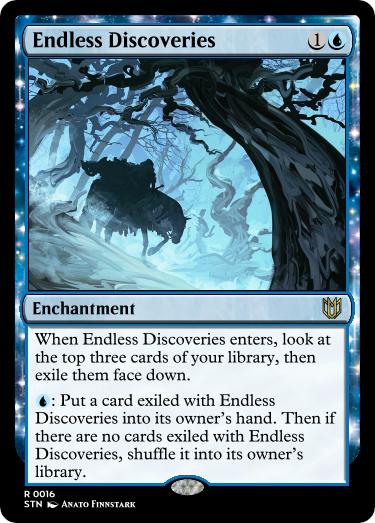 Endless Discoveries 1
Enchantment
When Endless Discoveries enters, look at
the top three cards of your library, then
exile them face down.
: Put a card exiled with Endless
Discoveries into its owner's hand. Then if
there are no cards exiled with Endless
Discoveries, shuffle it into its owner's
library.
R 0016
STN Anato Finnstark